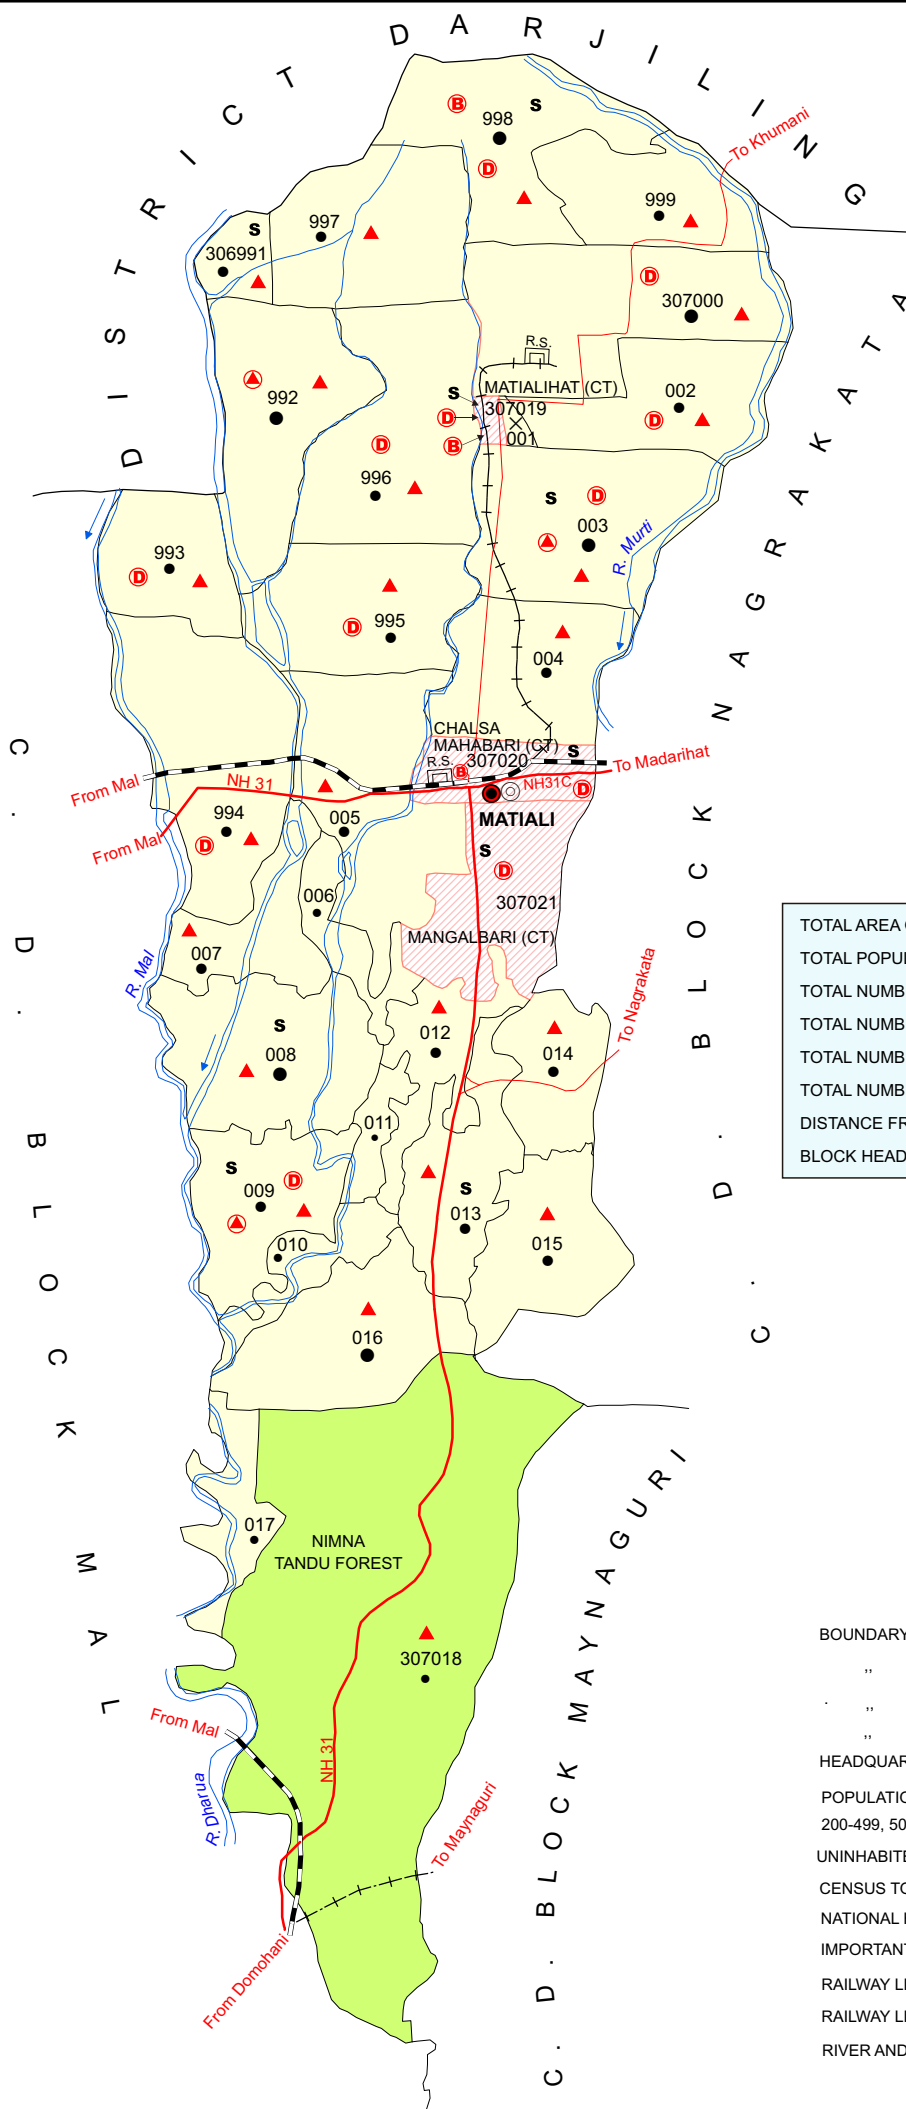 DISTRICT DARJILING
To Khumani
B
S
998
D
999
997
S
306991
D
307000
R.S.
MATIALIHAT (CT)
002
992
S
307019
D
D
001
B
D
996
S
D
003
R. Murti
993
D
D
995
004
C. D. BLOCK NAGRAKATA
CHALSA
MAHABARI (CT)
S
R.S.
B
307020
To Madarihat
From Mal
NH 31
NH31C
D
MATIALI
From Mal
994
005
D
S
D
006
307021
MANGALBARI (CT)
007
R. Mal
To Nagrakata
012
014
S
008
011
S
D
009
S
013
010
015
016
C. D. BLOCK MAL
017
NIMNA
TANDU FOREST
307018
From Mal
R. Dharua
NH 31
To Maynaguri
From Domohani
C. D. BLOCK MAYNAGURI
TOTAL AREA
TOTAL POPU
TOTAL NUMB
TOTAL NUMB
TOTAL NUMB
TOTAL NUMB
DISTANCE FR
BLOCK HEAD
BOUNDARY
,,
,,
,,
HEADQUAR
POPULATIO
200-499, 50
UNINHABITE
CENSUS TO
NATIONAL
IMPORTANT
RAILWAY LI
RAILWAY LI
RIVER AND